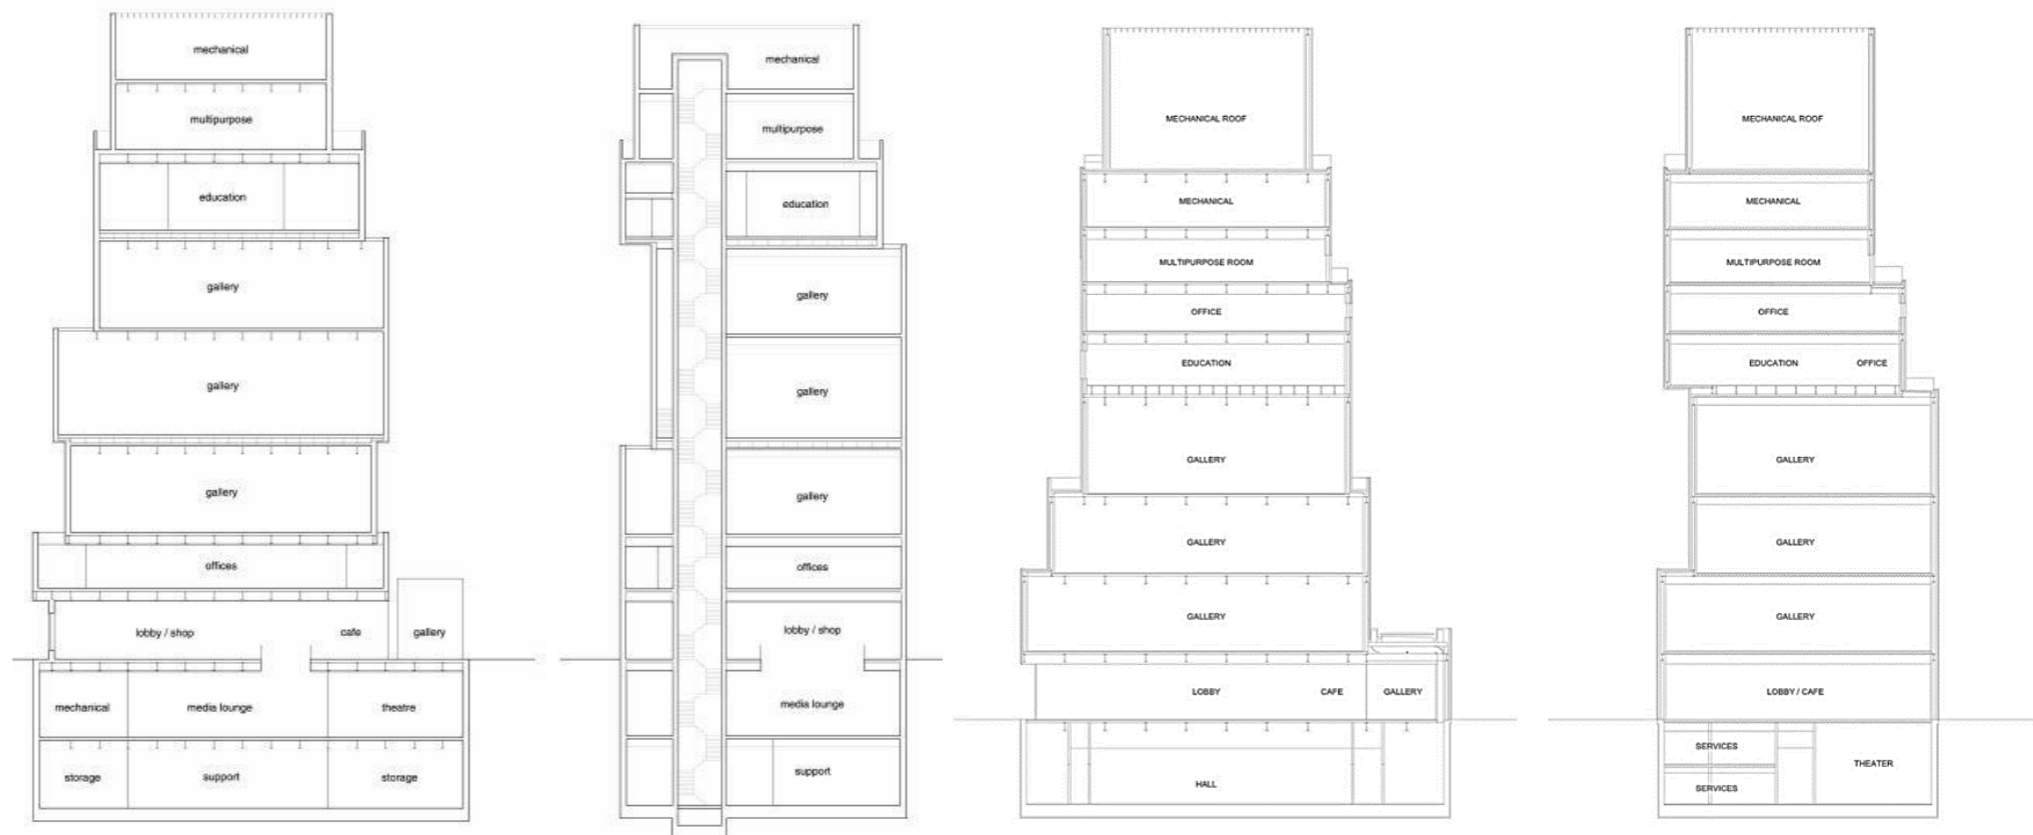 mechanical
multipurpose
education
gallery
gallery
gallery
offices
lobby / shop
cafe
gallery
mechanical
media lounge
theatre
storage
support
storage
mechanical
multipurpose
education
gallery
gallery
gallery
offices
lobby / shop
media lounge
support
MECHANICAL ROOF
MECHANICAL
MULTIPURPOSE ROOM
OFFICE
EDUCATION
GALLERY
GALLERY
GALLERY
LOBBY
CAFE
GALLERY
HALL
MECHANICAL ROOF
MECHANICAL
MULTIPURPOSE ROOM
OFFICE
EDUCATION
OFFICE
GALLERY
GALLERY
GALLERY
LOBBY / CAFE
SERVICES
THEATER
SERVICES